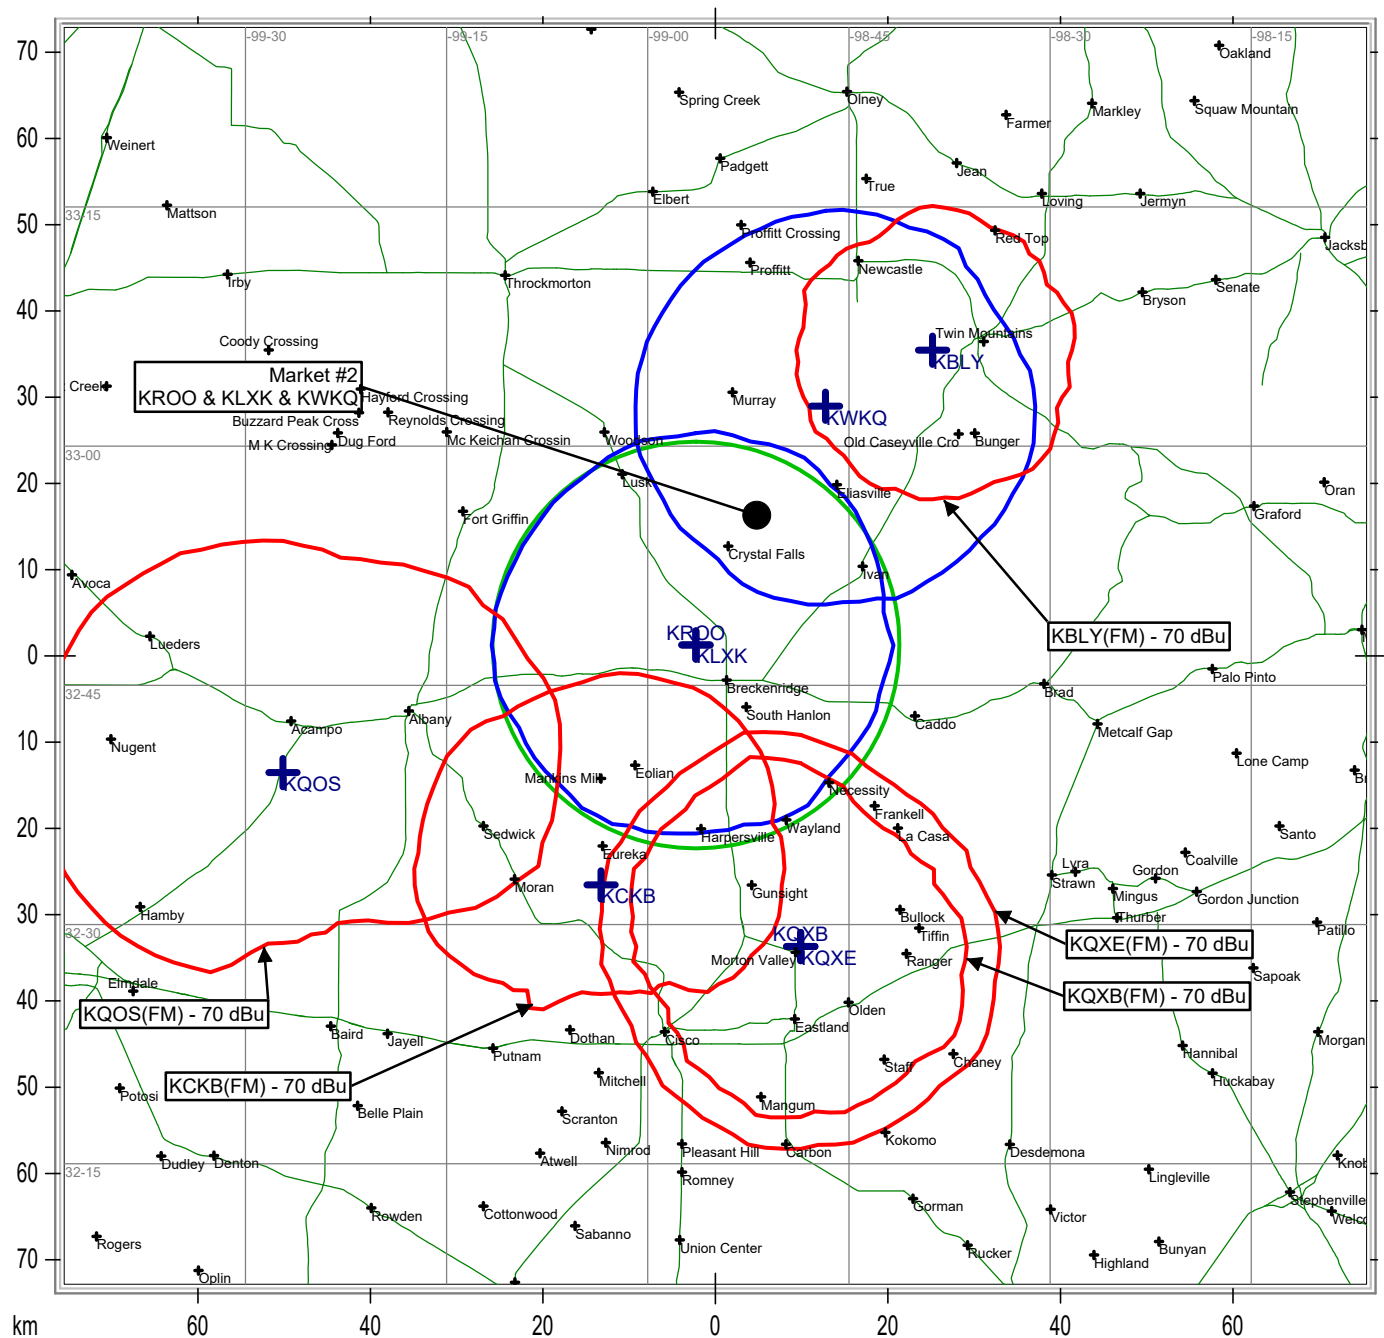 -99-30
-99-15
-99-00
-98-45
-98-30
-98-15
70
Oakland
Spring Creek
Olney
Squaw Mountain
Markley
Farmer
60
Weinert
Padgett
Jean
True
Elbert
Loving
Jermyn
33-15
Mattson
50
Proffitt Crossing
Red Top
Jacksb
Proffitt
Newcastle
Irby
Throckmorton
Senate
Bryson
40
Twin Mountains
Coody Crossing
KBLY
Market #2
KROO & KLXK & KWKQ
Creek
Hayford Crossing
30
Murray
Buzzard Peak Cross
Reynolds Crossing
KWKQ
Dug Ford
M K Crossing
Mc Keichan Crossin
Woodson
Old Caseyville Cro
Bunger
33-00
20
Lusk
Eliasville
Oran
Fort Griffin
Graford
Crystal Falls
10
Avoca
Ivan
Lueders
KROO
KLXK
KBLY(FM) - 70 dBu
0
Palo Pinto
32-45
Breckenridge
Brad
South Hanlon
Albany
Acampo
Caddo
Metcalf Gap
10
Nugent
Lone Camp
Eolian
Mankins Mill
Br
KQOS
Necessity
Frankell
20
Sedwick
Harpersville
Wayland
La Casa
Santo
Eureka
Coalville
Lyra
Gordon
Strawn
Moran
KCKB
Gunsight
Mingus
Gordon Junction
30
Hamby
Bullock
Thurber
32-30
Patillo
KQXB
Tiffin
KQXE(FM) - 70 dBu
Morton Valley
KQXE
Ranger
Sapoak
Elmdale
KQXB(FM) - 70 dBu
40
KQOS(FM) - 70 dBu
Olden
Eastland
Baird
Jayell
Dothan
Cisco
Morgan
Putnam
Hannibal
Staff
Chaney
50
KCKB(FM) - 70 dBu
Potosi
Mitchell
Huckabay
Belle Plain
Mangum
Scranton
Kokomo
Nimrod
Pleasant Hill
Carbon
Desdemona
Atwell
Dudley
Denton
Knob
60
32-15
Romney
Lingleville
Stephenville
Rowden
Cottonwood
Gorman
Victor
Welco
Sabanno
Rogers
Union Center
Rucker
Bunyan
70
Highland
Oplin
km
60
40
20
0
20
40
60